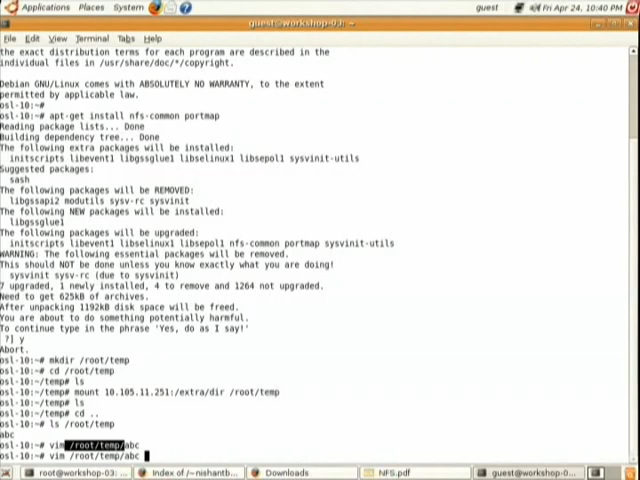 Applications Places System guest Fri Apr 24, 10:40 PM
guest@workshop-03: ~
File Edit View Terminal Tabs Help
the exact distribution terms for each program are described in the
individual files in /usr/share/doc/*/copyright.
Debian GNU/Linux comes with ABSOLUTELY NO WARRANTY, to the extent
permitted by applicable law.
osl-10:~#
osl-10:~# apt-get install nfs-common portmap
Reading package lists... Done
Building dependency tree... Done
The following extra packages will be installed:
initscripts libevent1 libgssglue1 libselinux1 libsepol1 sysvinit-utils
Suggested packages:
sash
The following packages will be REMOVED:
libgssapi2 modutils sysv-rc sysvinit
The following NEW packages will be installed:
libgssglue1
The following packages will be upgraded:
initscripts libevent1 libselinux1 libsepol1 nfs-common portmap sysvinit-utils
WARNING: The following essential packages will be removed.
This should NOT be done unless you know exactly what you are doing!
sysvinit sysv-rc (due to sysvinit)
7 upgraded, 1 newly installed, 4 to remove and 1264 not upgraded.
Need to get 625kB of archives.
After unpacking 1192kB disk space will be freed.
You are about to do something potentially harmful.
To continue type in the phrase 'Yes, do as I say!'
?] y
Abort.
osl-10:~# mkdir /root/temp
osl-10:~# cd /root/temp
osl-10:~/temp# ls
osl-10:~/temp# mount 10.105.11.251:/extra/dir /root/temp
osl-10:~/temp# ls
osl-10:~/temp# cd ..
osl-10:~# ls /root/temp
abc
osl-10:~# vim /root/temp/abc
osl-10:~# vim /root/temp/abc
root@workshop-03: ... Index of /~nishantb... Downloads NFS.pdf guest@workshop-0...